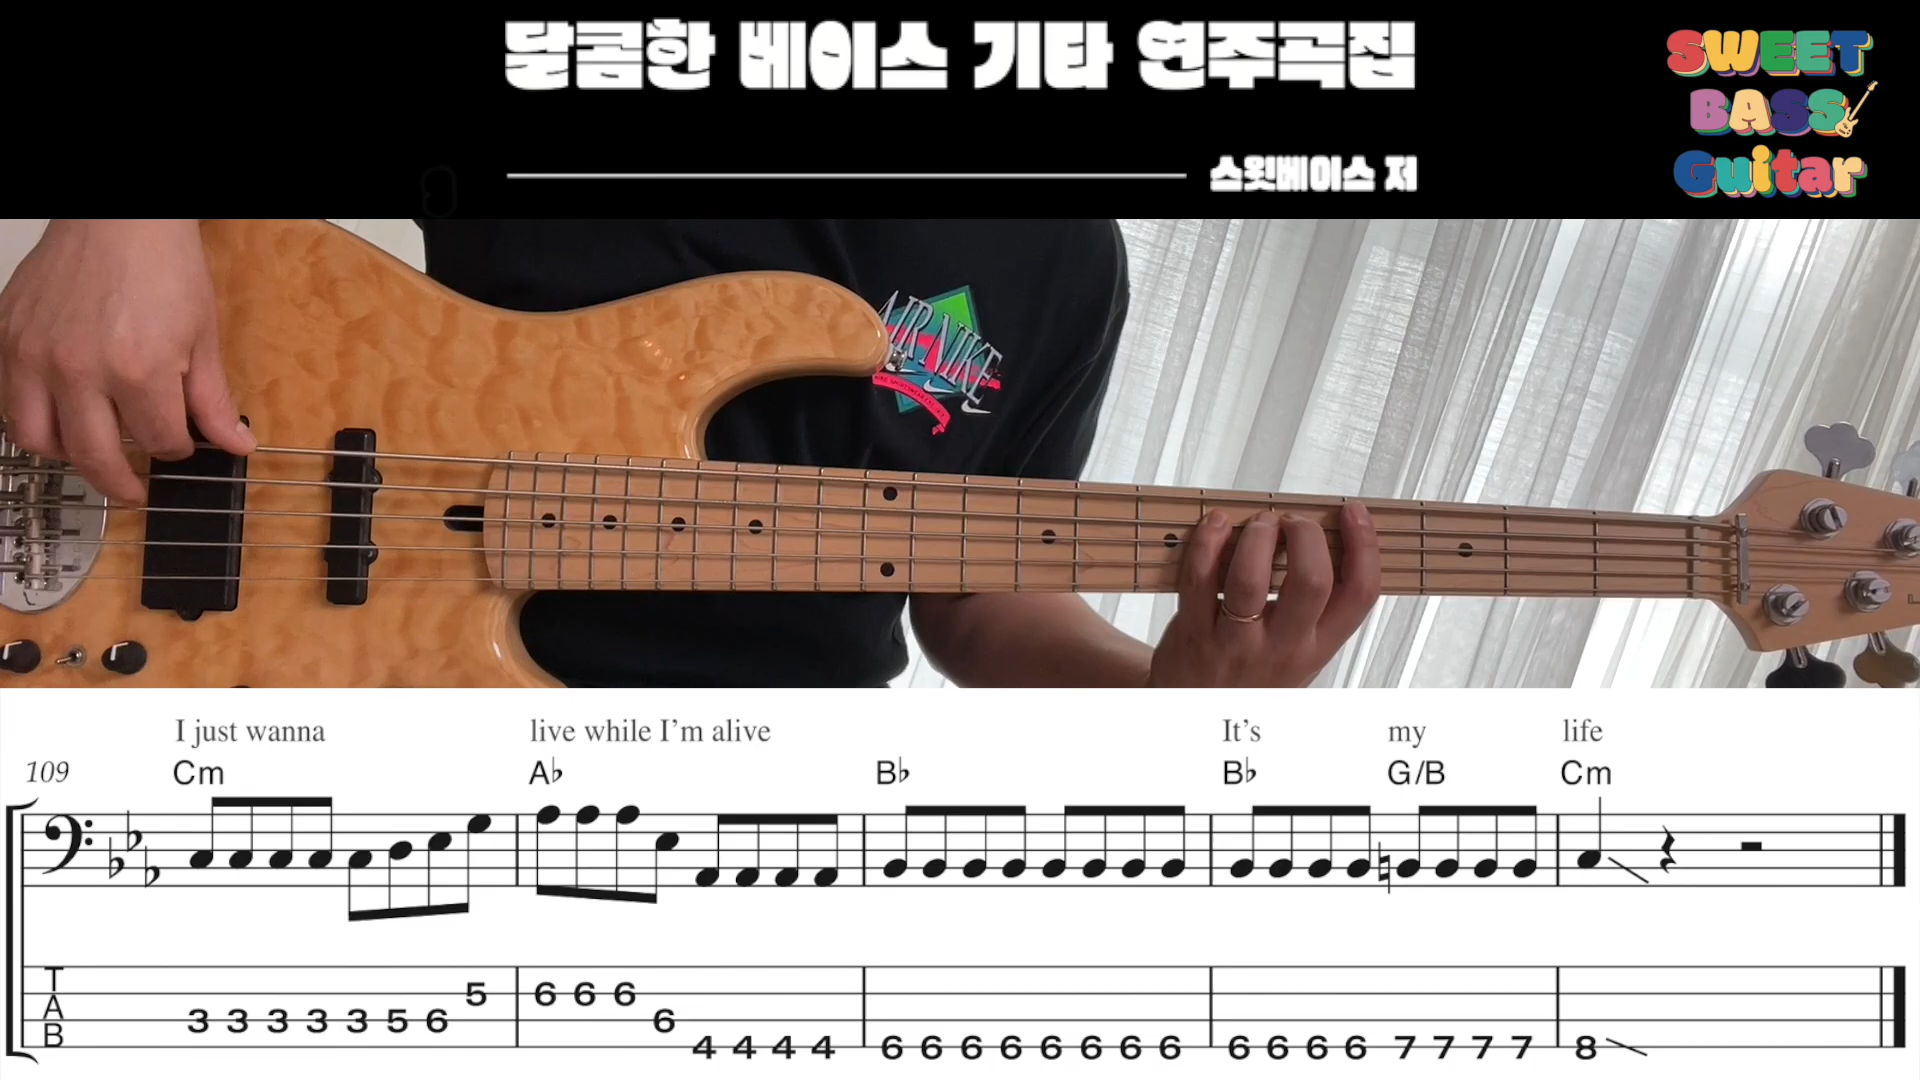 달콤한 베이스 기타 연주곡집
스윗베이스 저
SWEET
BASS
Guitar
AIR NIKE
I just wanna live while I'm alive It's my life
109 Cm A♭ B♭ B♭ G/B Cm
T
A
B
5 6 6 6
3 3 3 3 3 5 6 6
4 4 4 4 6 6 6 6 6 6 6 6 6 6 6 6 7 7 7 7 8